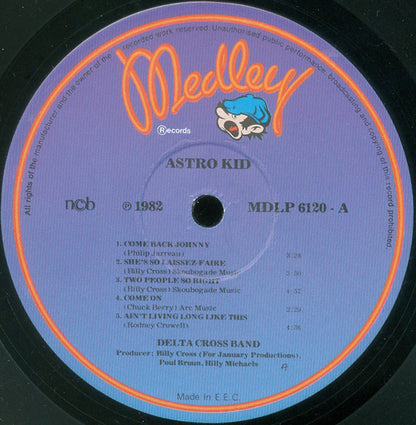 All rights of the manufacturer and the owner of the recorded work reserved. Unauthorised public performance, broadcasting and copying of this record prohibited.
Medley
®ecords
ASTRO KID
ncb
℗ 1982
MDLP 6120 - A
1. COME BACK JOHNNY
(Philip Jarreau) 3:28
2. SHE'S SO LAISSEZ-FAIRE
(Billy Cross) Skoubogade Music 3:50
3. TWO PEOPLE SO RIGHT
(Billy Cross) Skoubogade Music 4:57
4. COME ON
(Chuck Berry) Arc Music 2:29
5. AIN'T LIVING LONG LIKE THIS
(Rodney Crowell) 4:36
DELTA CROSS BAND
Producer: Billy Cross (For January Productions),
Poul Bruun, Hilly Michaels
Made in E.E.C.